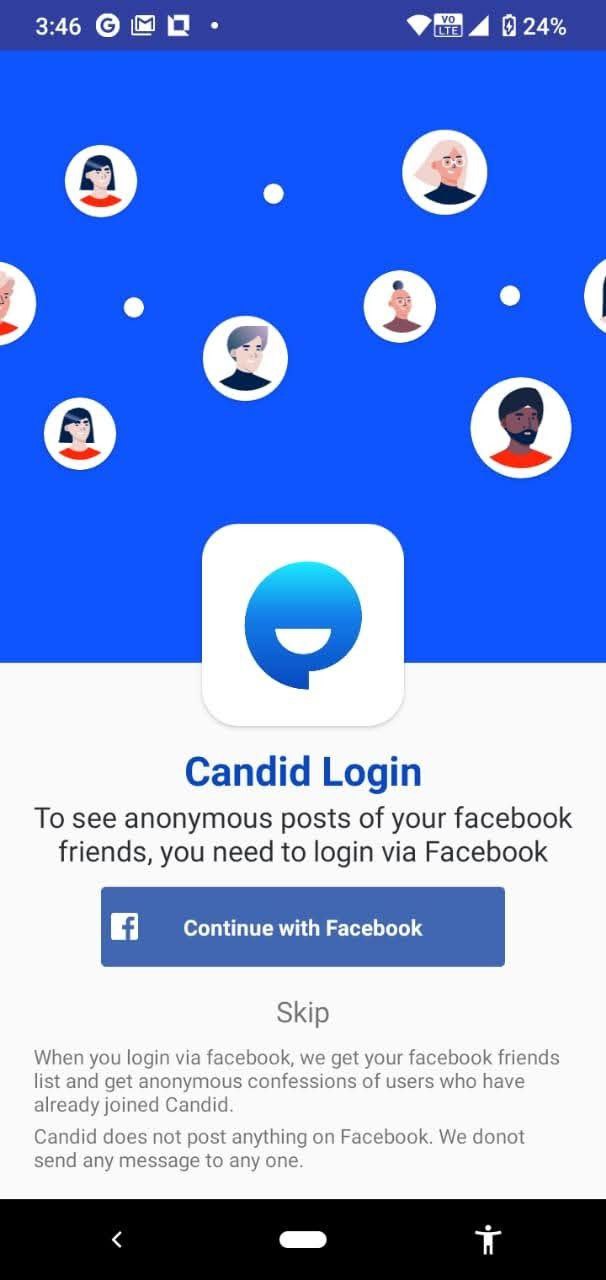 3:46
VO
LTE
24%
Candid Login
To see anonymous posts of your facebook
friends, you need to login via Facebook
Continue with Facebook
Skip
When you login via facebook, we get your facebook friends
list and get anonymous confessions of users who have
already joined Candid.
Candid does not post anything on Facebook. We donot
send any message to any one.